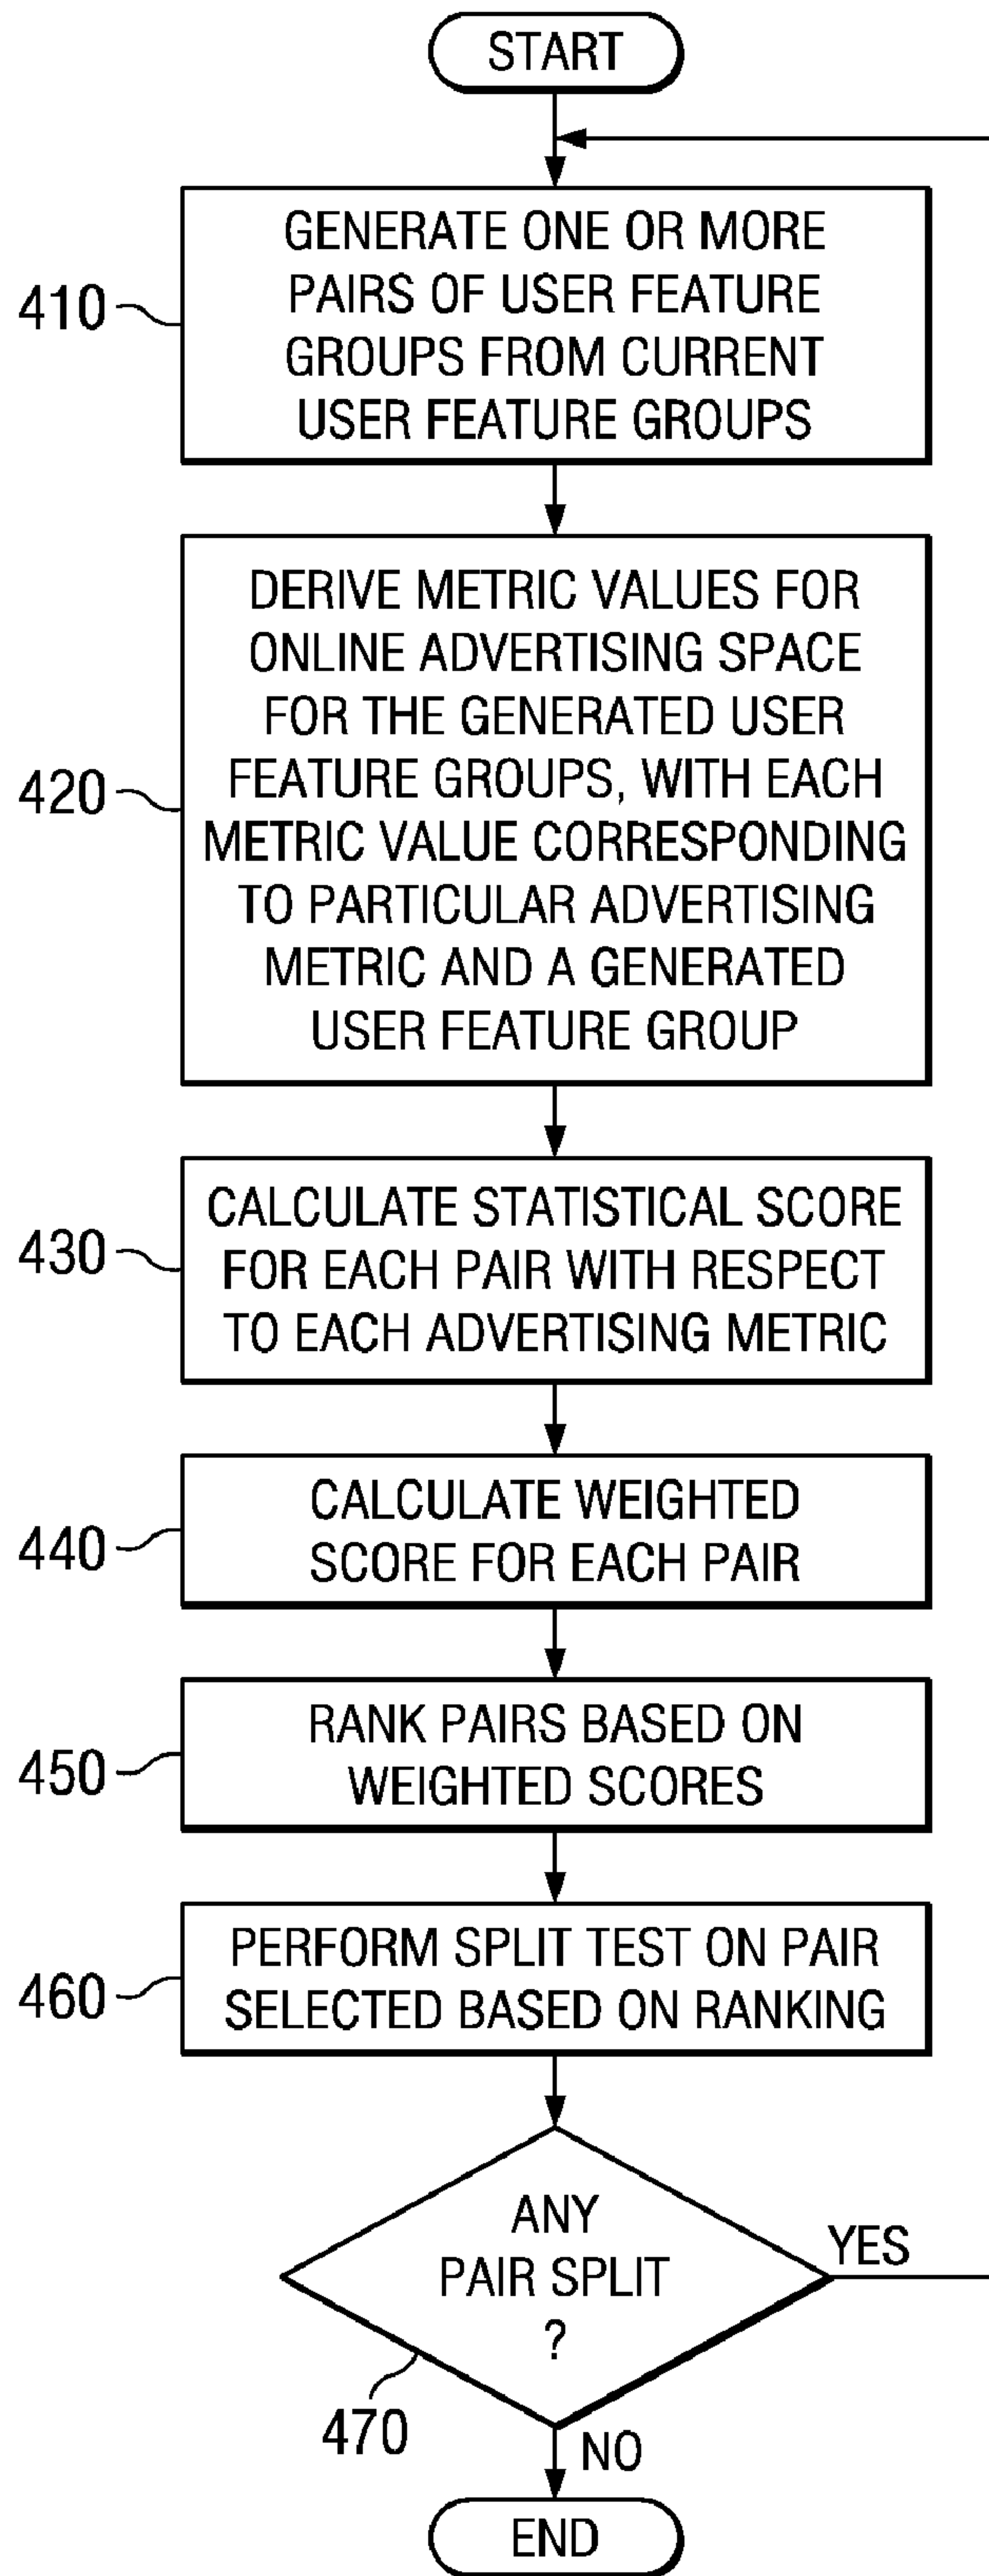 START
410
GENERATE ONE OR MORE
PAIRS OF USER FEATURE
GROUPS FROM CURRENT
USER FEATURE GROUPS
420
DERIVE METRIC VALUES FOR
ONLINE ADVERTISING SPACE
FOR THE GENERATED USER
FEATURE GROUPS, WITH EACH
METRIC VALUE CORRESPONDING
TO PARTICULAR ADVERTISING
METRIC AND A GENERATED
USER FEATURE GROUP
430
CALCULATE STATISTICAL SCORE
FOR EACH PAIR WITH RESPECT
TO EACH ADVERTISING METRIC
440
CALCULATE WEIGHTED
SCORE FOR EACH PAIR
450
RANK PAIRS BASED ON
WEIGHTED SCORES
460
PERFORM SPLIT TEST ON PAIR
SELECTED BASED ON RANKING
ANY
PAIR SPLIT
?
YES
470
NO
END